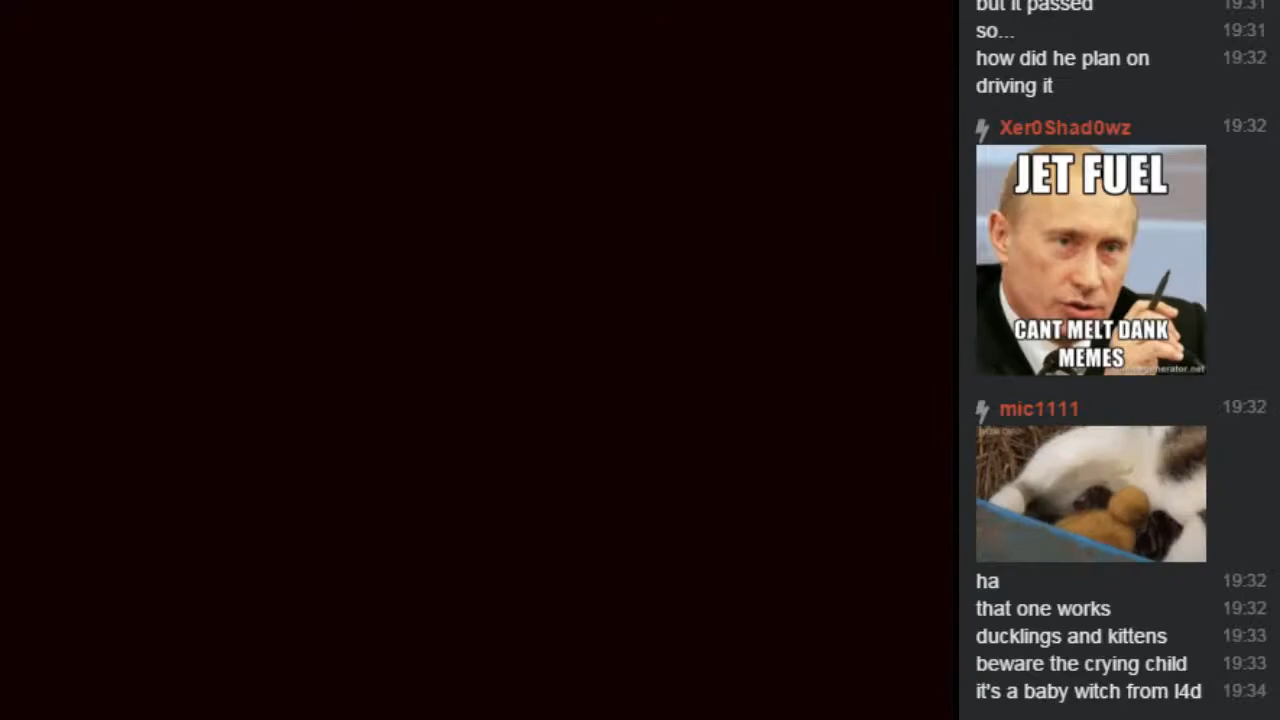 but it passed 19:31
so... 19:31
how did he plan on 19:32
driving it
Xer0Shad0wz 19:32
JET FUEL
CANT MELT DANK
MEMES
mic1111 19:32
ha 19:32
that one works 19:32
ducklings and kittens 19:33
beware the crying child 19:33
it's a baby witch from l4d 19:34